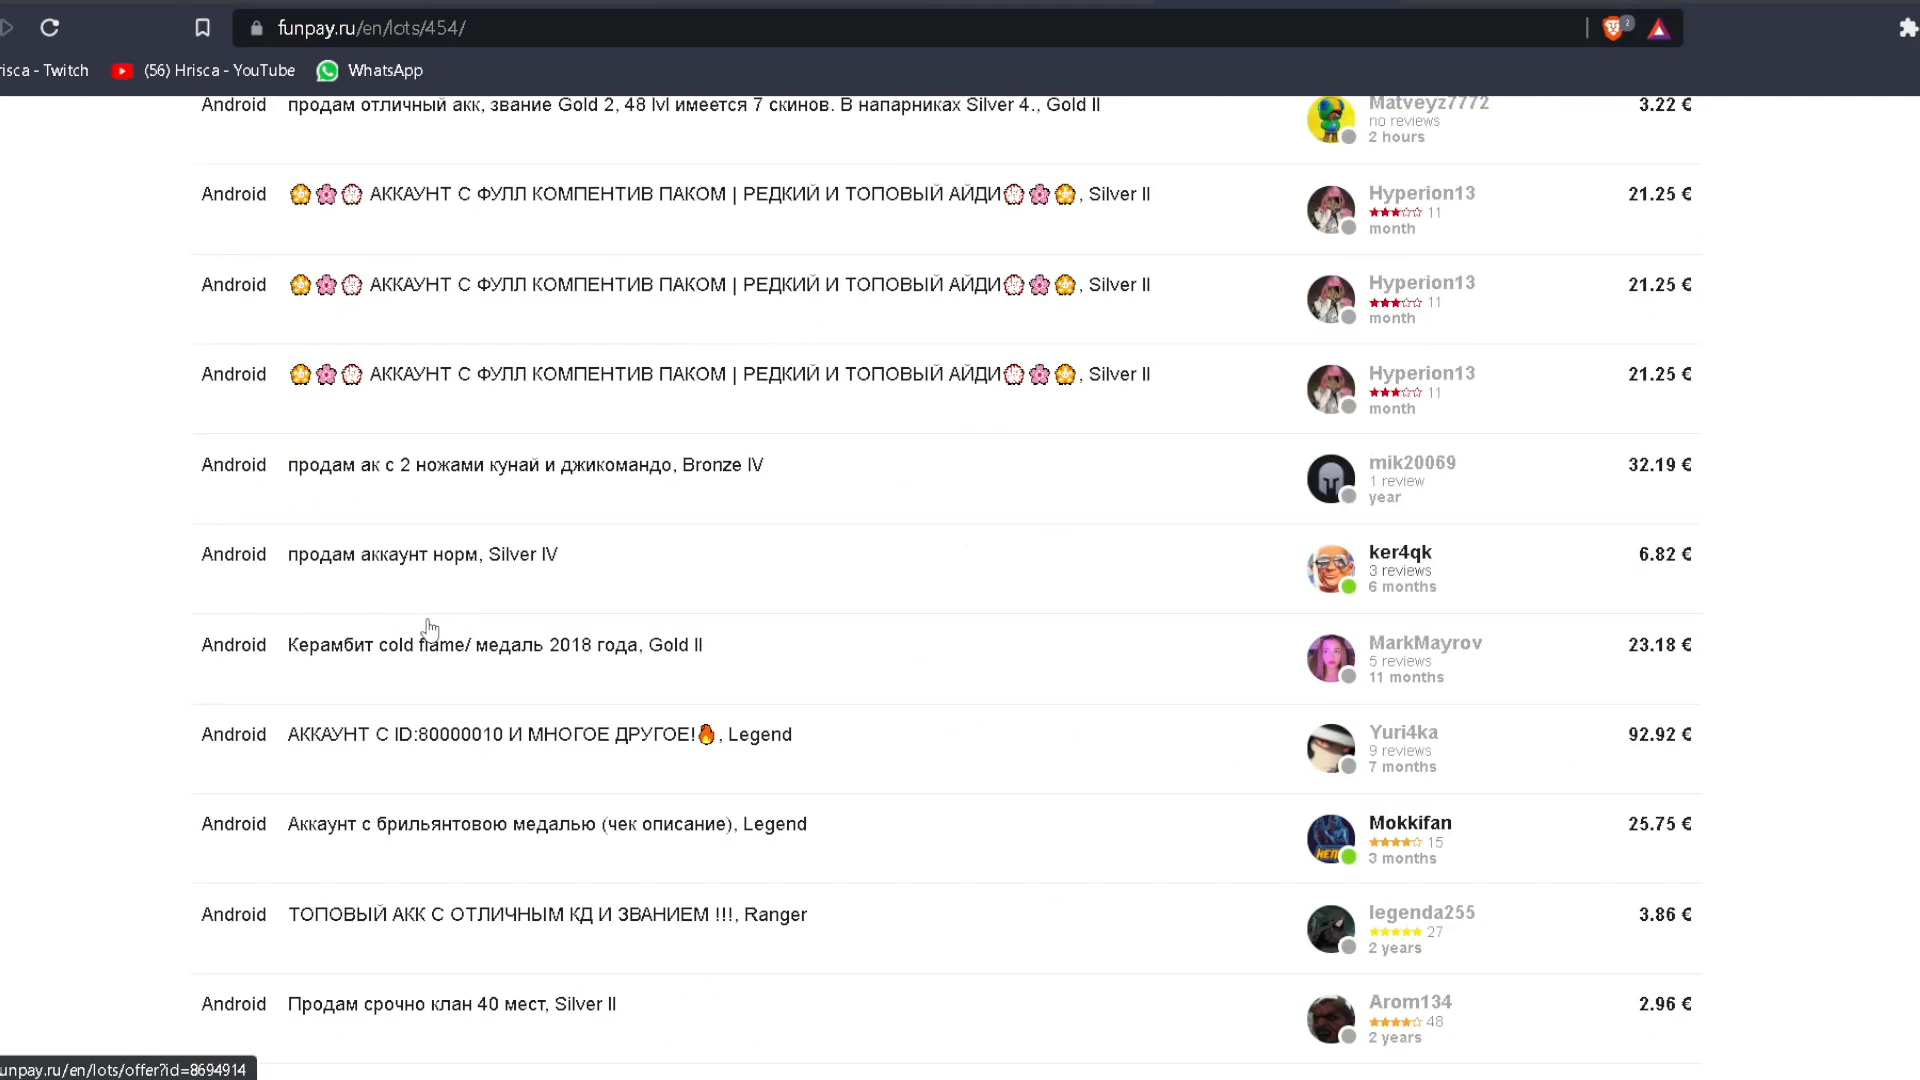 funpay.ru/en/lots/454/
2
risca - Twitch
(56) Hrisca - YouTube
WhatsApp
Android
продам отличный акк, звание Gold 2, 48 lvl имеется 7 скинов. В напарниках Silver 4., Gold II
Matveyz7772
no reviews
2 hours
3.22 €
Android
АККАУНТ С ФУЛЛ КОМПЕНТИВ ПАКОМ | РЕДКИЙ И ТОПОВЫЙ АЙДИ, Silver II
Hyperion13
11
month
21.25 €
Android
АККАУНТ С ФУЛЛ КОМПЕНТИВ ПАКОМ | РЕДКИЙ И ТОПОВЫЙ АЙДИ, Silver II
Hyperion13
11
month
21.25 €
Android
АККАУНТ С ФУЛЛ КОМПЕНТИВ ПАКОМ | РЕДКИЙ И ТОПОВЫЙ АЙДИ, Silver II
Hyperion13
11
month
21.25 €
Android
продам ак с 2 ножами кунай и джикомандо, Bronze IV
mik20069
1 review
year
32.19 €
Android
продам аккаунт норм, Silver IV
ker4qk
3 reviews
6 months
6.82 €
Android
Керамбит cold flame/ медаль 2018 года, Gold II
MarkMayrov
5 reviews
11 months
23.18 €
Android
АККАУНТ С ID:80000010 И МНОГОЕ ДРУГОЕ!🔥, Legend
Yuri4ka
9 reviews
7 months
92.92 €
Android
Аккаунт с брильянтовою медалью (чек описание), Legend
Mokkifan
15
3 months
25.75 €
Android
ТОПОВЫЙ АКК С ОТЛИЧНЫМ КД И ЗВАНИЕМ !!!, Ranger
legenda255
27
2 years
3.86 €
Android
Продам срочно клан 40 мест, Silver II
Arom134
48
2 years
2.96 €
unpay.ru/en/lots/offer?id=8694914